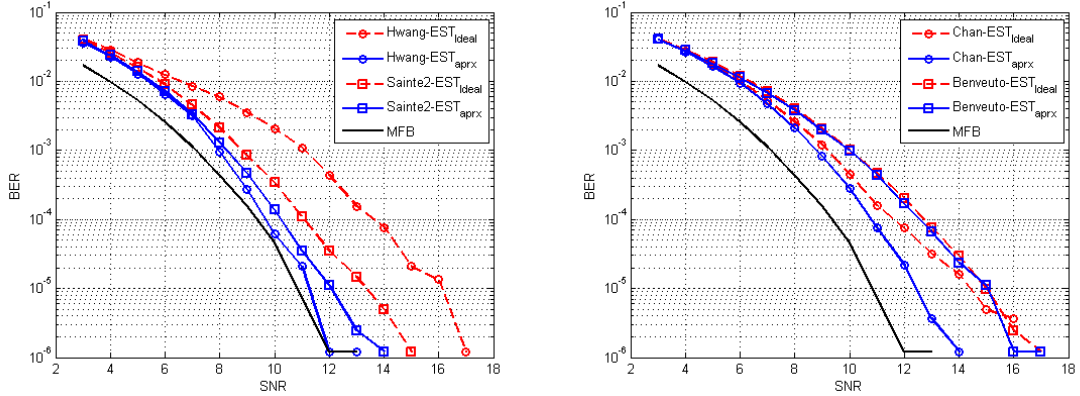 10^-1
10^-2
10^-3
10^-4
10^-5
10^-6
BER
2 4 6 8 10 12 14 16 18
SNR
Hwang-EST_Ideal
Hwang-EST_aprx
Sainte2-EST_Ideal
Sainte2-EST_aprx
MFB
10^-1
10^-2
10^-3
10^-4
10^-5
10^-6
BER
2 4 6 8 10 12 14 16 18
SNR
Chan-EST_Ideal
Chan-EST_aprx
Benveuto-EST_Ideal
Benveuto-EST_aprx
MFB